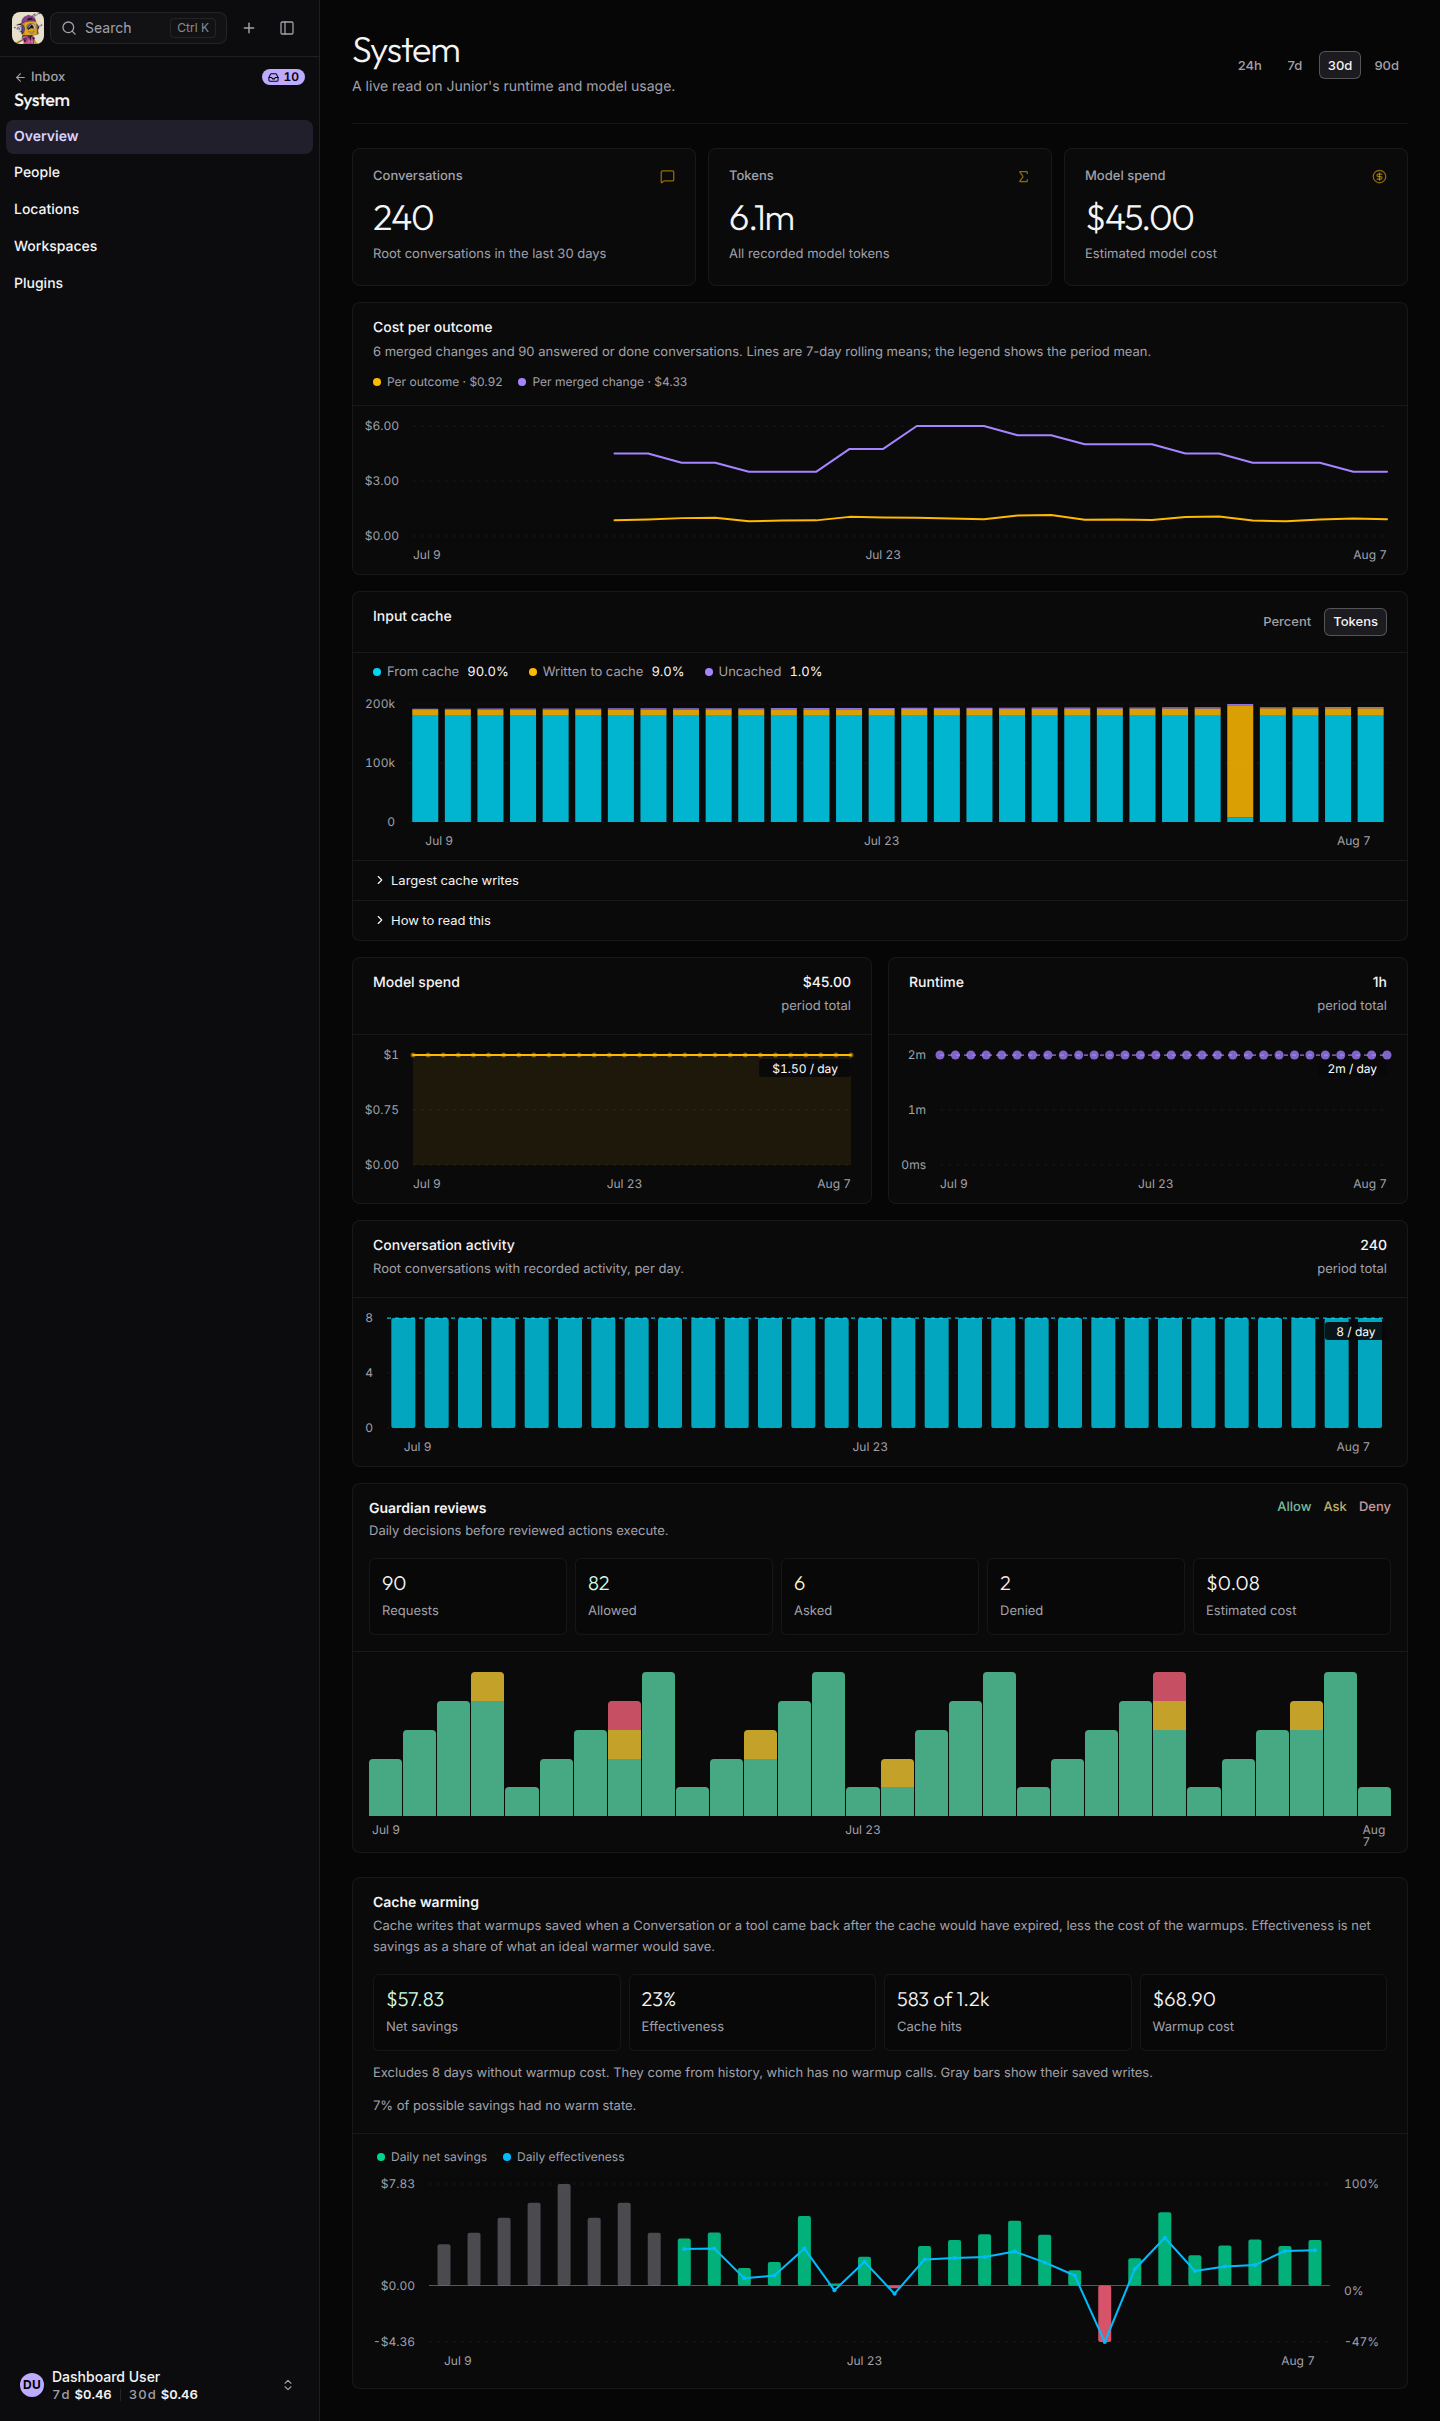 Search
Ctrl K
Inbox
10
System
Overview
People
Locations
Workspaces
Plugins
System
A live read on Junior's runtime and model usage.
24h 7d 30d 90d
Conversations
240
Root conversations in the last 30 days
Tokens
6.1m
All recorded model tokens
Model spend
$45.00
Estimated model cost
Cost per outcome
6 merged changes and 90 answered or done conversations. Lines are 7-day rolling means; the legend shows the period mean.
Per outcome · $0.92 Per merged change · $4.33
$6.00
$3.00
$0.00
Jul 9 Jul 23 Aug 7
Input cache
Percent Tokens
From cache 90.0% Written to cache 9.0% Uncached 1.0%
200k
100k
0
Jul 9 Jul 23 Aug 7
Largest cache writes
How to read this
Model spend
$45.00
period total
$1
$1.50 / day
$0.75
$0.00
Jul 9 Jul 23 Aug 7
Runtime
1h
period total
2m
2m / day
1m
0ms
Jul 9 Jul 23 Aug 7
Conversation activity
240
Root conversations with recorded activity, per day.
period total
8
8 / day
4
0
Jul 9 Jul 23 Aug 7
Guardian reviews
Allow Ask Deny
Daily decisions before reviewed actions execute.
90
Requests
82
Allowed
6
Asked
2
Denied
$0.08
Estimated cost
Jul 9 Jul 23 Aug
7
Cache warming
Cache writes that warmups saved when a Conversation or a tool came back after the cache would have expired, less the cost of the warmups. Effectiveness is net
savings as a share of what an ideal warmer would save.
$57.83
Net savings
23%
Effectiveness
583 of 1.2k
Cache hits
$68.90
Warmup cost
Excludes 8 days without warmup cost. They come from history, which has no warmup calls. Gray bars show their saved writes.
7% of possible savings had no warm state.
Daily net savings Daily effectiveness
$7.83 100%
$0.00 0%
-$4.36 -47%
Jul 9 Jul 23 Aug 7
DU
Dashboard User
7d $0.46 30d $0.46